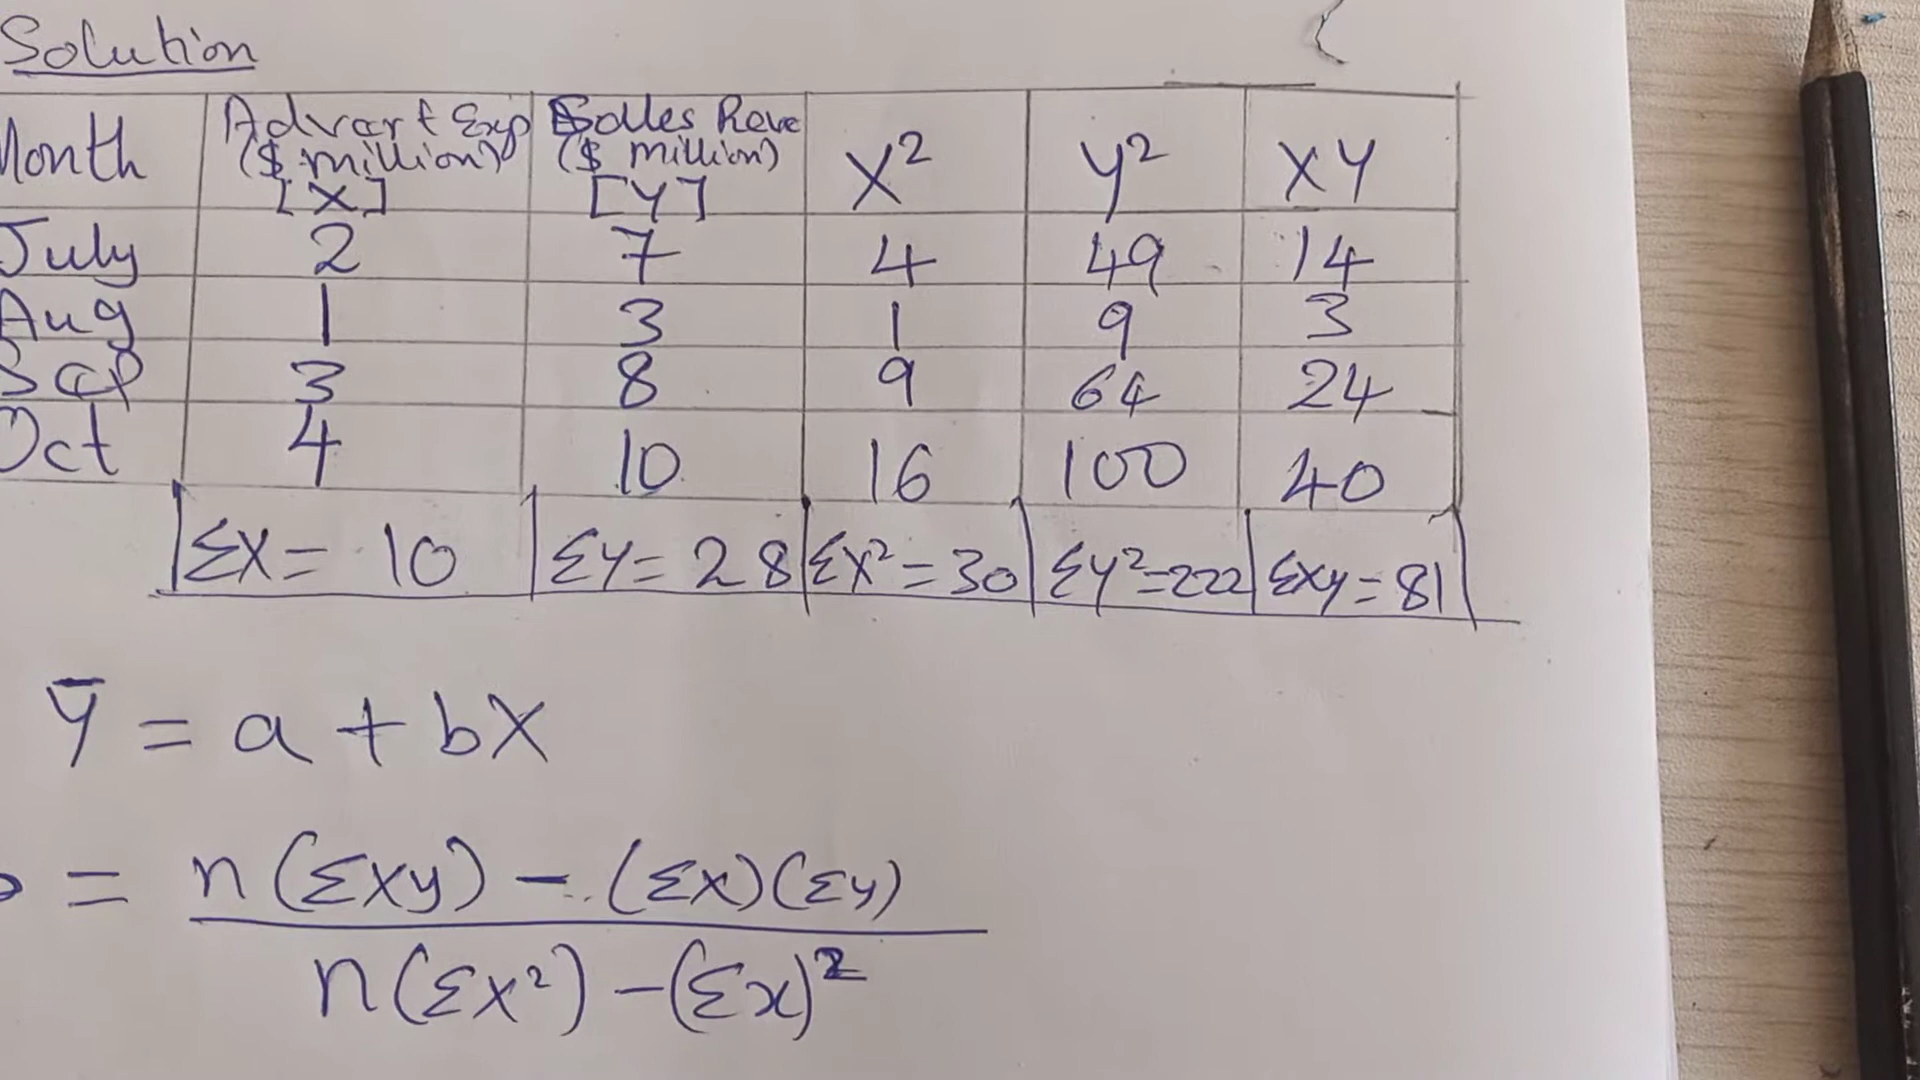 Solution
Month Advart Exp ($ million) [X] Salles Reve ($ million) [Y] X² Y² XY
July 2 7 4 49 14
Aug 1 3 1 9 3
Sep 3 8 9 64 24
Oct 4 10 16 100 40
ΣX = 10 ΣY = 28 ΣX² = 30 ΣY² = 222 ΣXY = 81
Ȳ = a + bX
= n(ΣXY) - (ΣX)(ΣY)
n(ΣX²) - (Σx)²